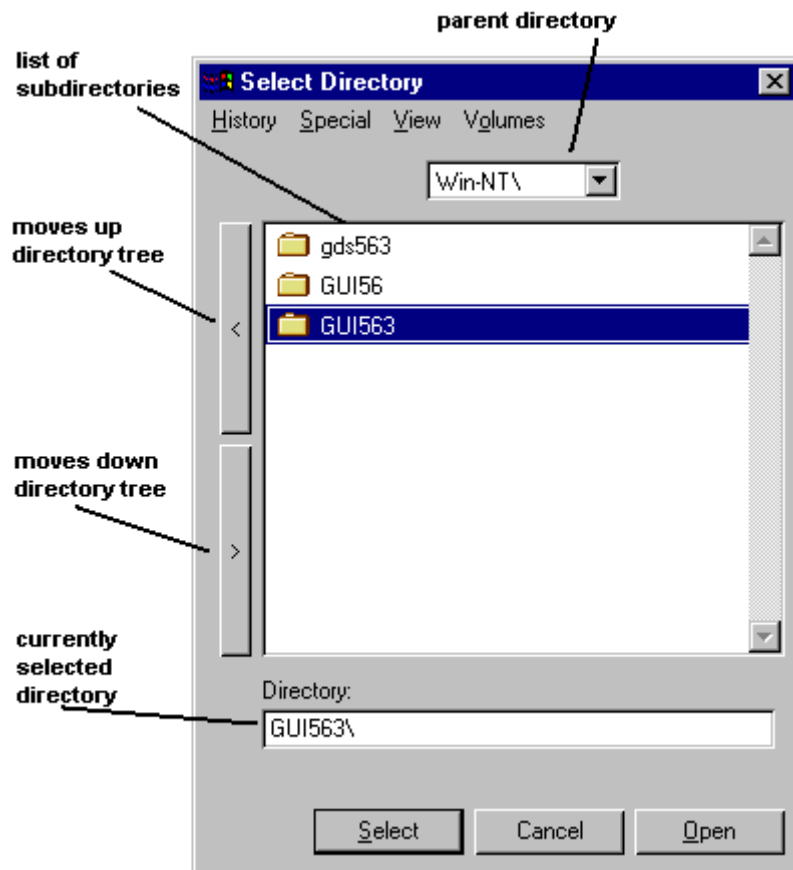 parent directory
list of
subdirectories
Select Directory
History Special View Volumes
\Win-NT\
moves up
directory tree
gds563
GUI56
GUI563
<
moves down
directory tree
>
currently
selected
directory
Directory:
GUI563\
Select Cancel Open